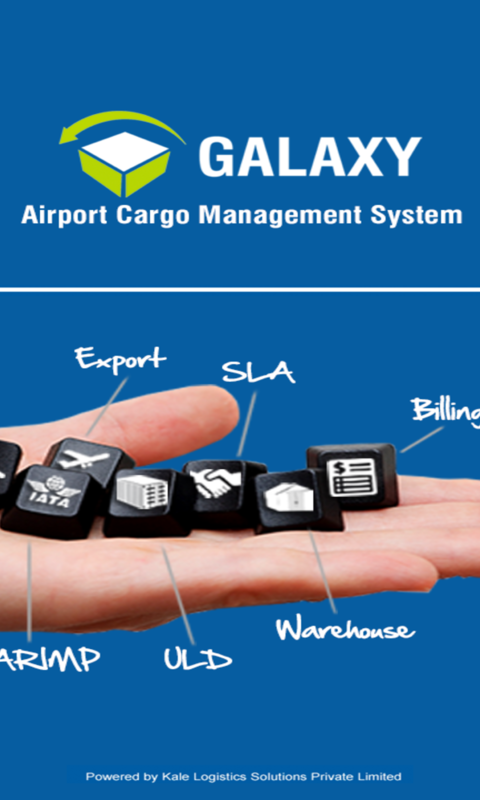 GALAXY
Airport Cargo Management System
Export
SLA
Billing
IATA
$
Warehouse
ARIMP
ULD
Powered by Kale Logistics Solutions Private Limited